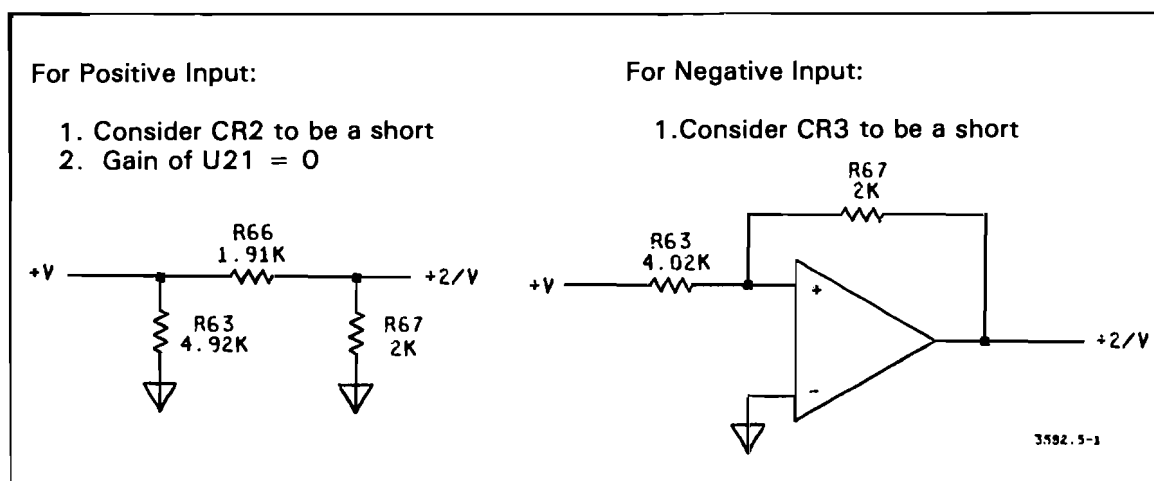 For Positive Input:
1. Consider CR2 to be a short
2. Gain of U21 = 0
R66
1.91K
+V
+2/V
R63
4.92K
R67
2K
For Negative Input:
1.Consider CR3 to be a short
R67
2K
R63
4.02K
+V
+
-
+2/V
3592.5-1